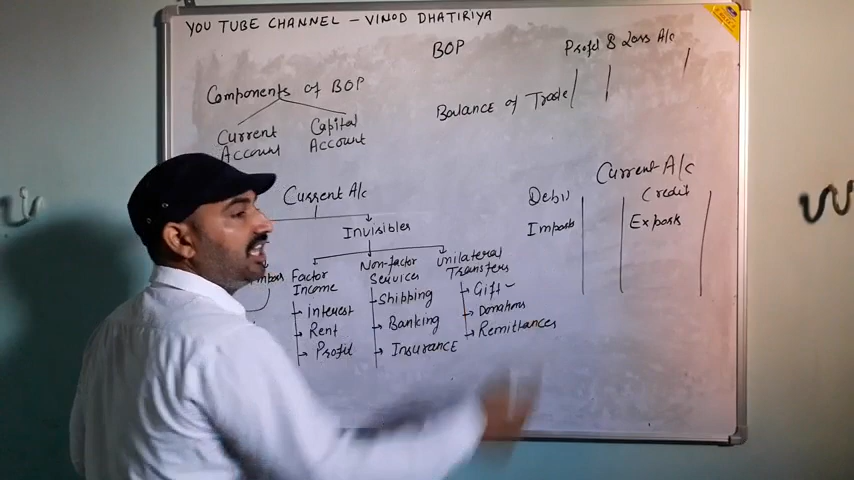 YOU TUBE CHANNEL - VINOD DHATIRIYA
BOP
Profit & Loss A/c
Components of BOP
Balance of Trade
Current Account
Capital Account
Current A/c
Invisibles
Factor Income
interest
Rent
Profit
Non-factor Services
Shipping
Banking
Insurance
Unilateral Transfers
Gift
Donations
Remittances
Current A/c
Debit
Credit
Imports
Exports